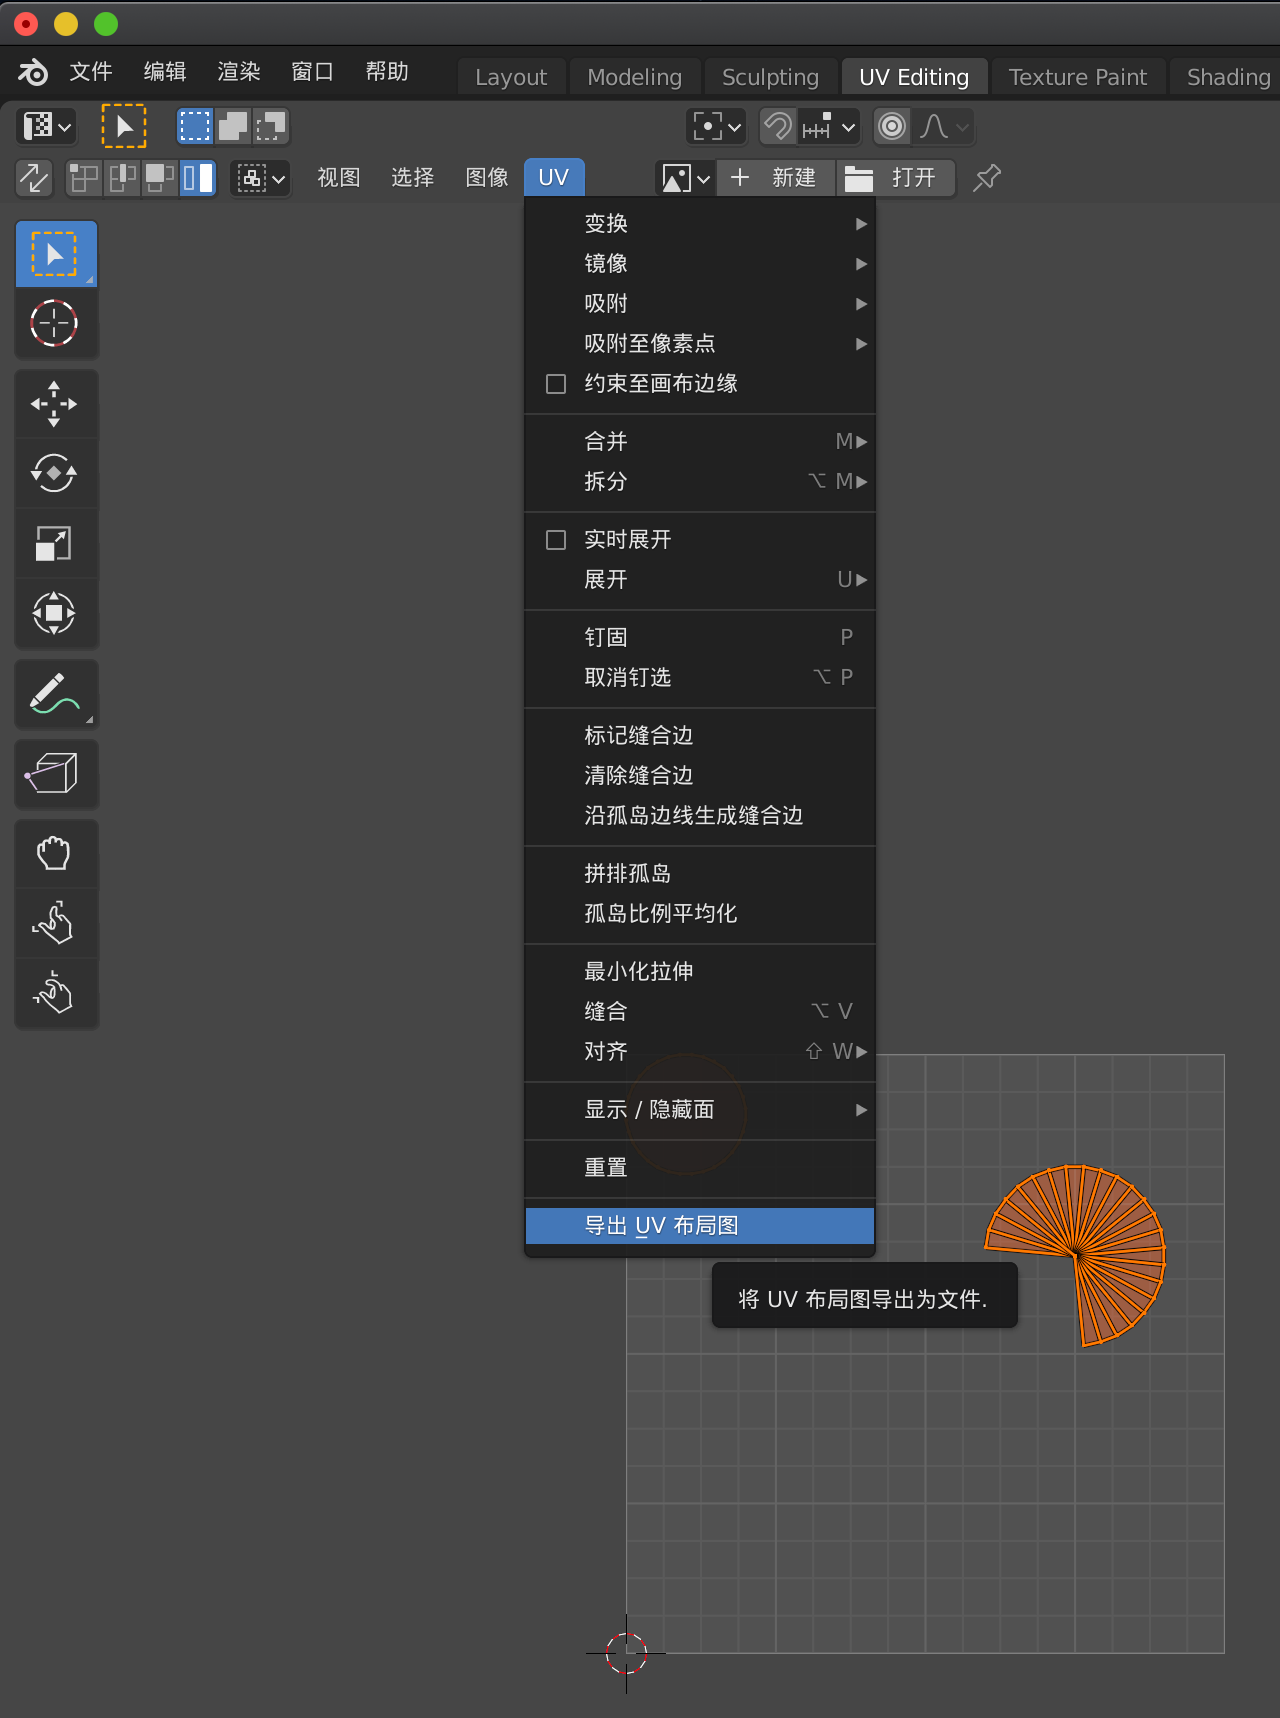 文件 编辑 渲染 窗口 帮助 Layout Modeling Sculpting UV Editing Texture Paint Shading
视图 选择 图像 UV 新建 打开
变换
镜像
吸附
吸附至像素点
约束至画布边缘
合并 M
拆分 ⌥ M
实时展开
展开 U
钉固 P
取消钉选 ⌥ P
标记缝合边
清除缝合边
沿孤岛边线生成缝合边
拼排孤岛
孤岛比例平均化
最小化拉伸
缝合 ⌥ V
对齐 ⇧ W
显示 / 隐藏面
重置
导出 UV 布局图
将 UV 布局图导出为文件.